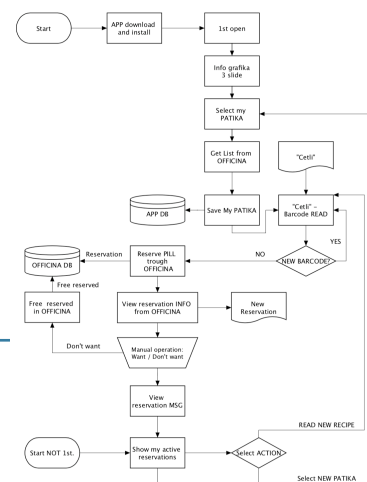 Start
APP download
and install
1st open
Info grafika
3 slide
Select my
PATIKA
Get List from
OFFICINA
"Cetli"
APP DB
Save My PATIKA
"Cetli" -
Barcode READ
YES
OFFICINA DB
Reservation
Reserve PILL
trough
OFFICINA
NO
NEW BARCODE?
Free reserved
Free reserved
in OFFICINA
View reservation INFO
from OFFICINA
New
Reservation
Don't want
Manual operation:
Want / Don't want
View
reservation MSG
READ NEW RECIPE
Start NOT 1st.
Show my active
reservations
Select ACTION
Select NEW PATIKA